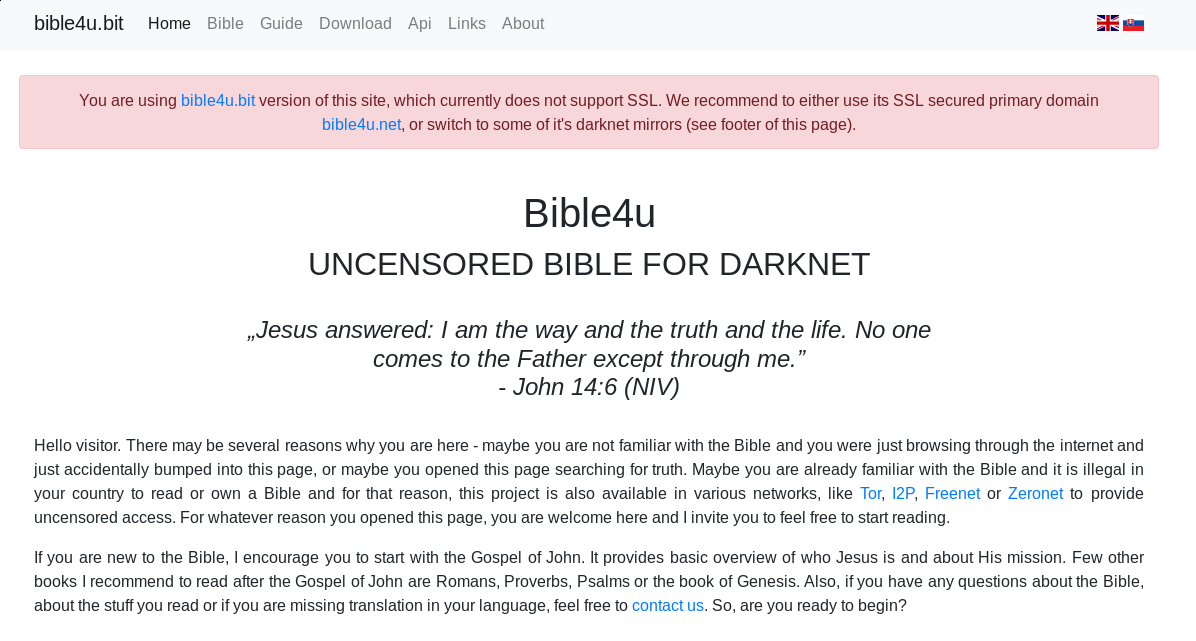 bible4u.bit Home Bible Guide Download Api Links About
You are using bible4u.bit version of this site, which currently does not support SSL. We recommend to either use its SSL secured primary domain
bible4u.net, or switch to some of it's darknet mirrors (see footer of this page).
Bible4u
UNCENSORED BIBLE FOR DARKNET
„Jesus answered: I am the way and the truth and the life. No one
comes to the Father except through me.”
- John 14:6 (NIV)
Hello visitor. There may be several reasons why you are here - maybe you are not familiar with the Bible and you were just browsing through the internet and
just accidentally bumped into this page, or maybe you opened this page searching for truth. Maybe you are already familiar with the Bible and it is illegal in
your country to read or own a Bible and for that reason, this project is also available in various networks, like Tor, I2P, Freenet or Zeronet to provide
uncensored access. For whatever reason you opened this page, you are welcome here and I invite you to feel free to start reading.
If you are new to the Bible, I encourage you to start with the Gospel of John. It provides basic overview of who Jesus is and about His mission. Few other
books I recommend to read after the Gospel of John are Romans, Proverbs, Psalms or the book of Genesis. Also, if you have any questions about the Bible,
about the stuff you read or if you are missing translation in your language, feel free to contact us. So, are you ready to begin?